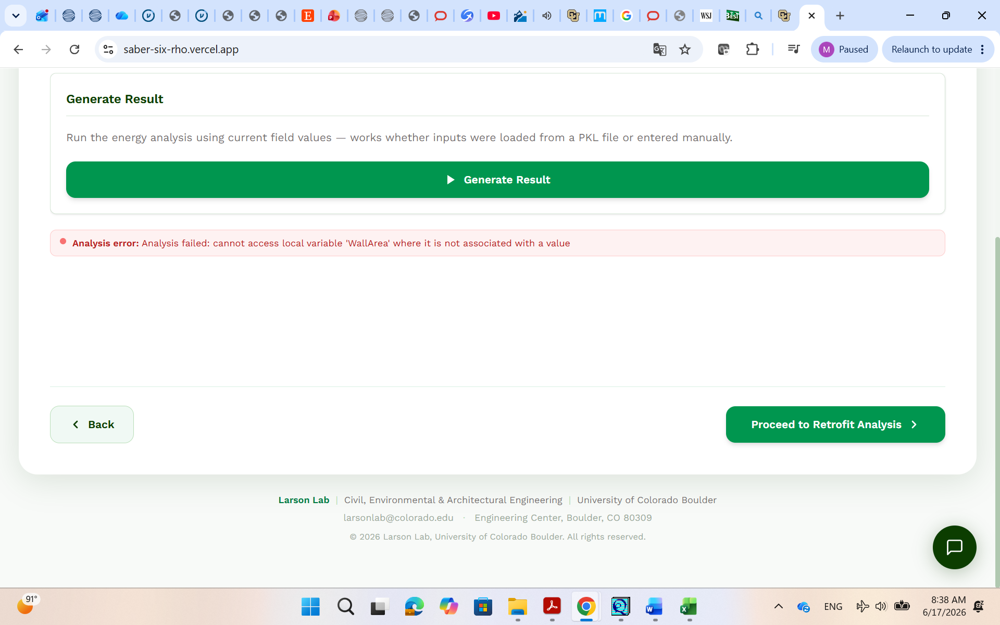 saber-six-rho.vercel.app
M Paused
Relaunch to update
Generate Result
Run the energy analysis using current field values — works whether inputs were loaded from a PKL file or entered manually.
Generate Result
Analysis error: Analysis failed: cannot access local variable 'WallArea' where it is not associated with a value
Back
Proceed to Retrofit Analysis
Larson Lab | Civil, Environmental & Architectural Engineering | University of Colorado Boulder
larsonlab@colorado.edu · Engineering Center, Boulder, CO 80309
© 2026 Larson Lab, University of Colorado Boulder. All rights reserved.
91°
ENG
8:38 AM
6/17/2026